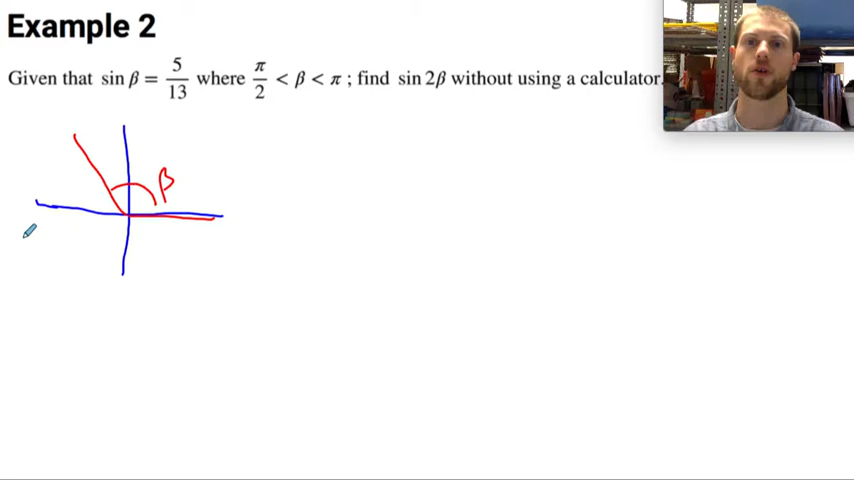 Example 2
Given that sin β = 5/13 where π/2 < β < π ; find sin 2β without using a calculator.
β